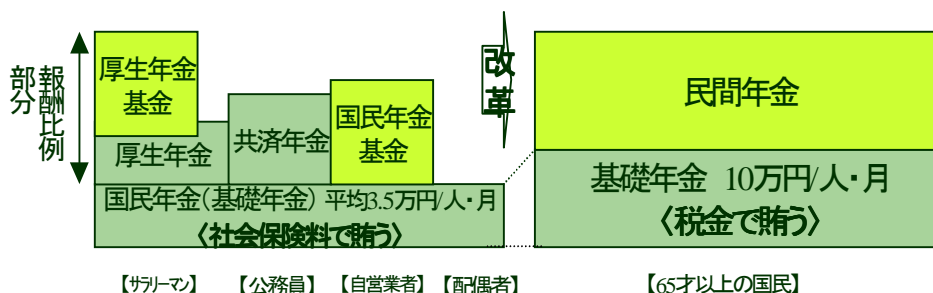 報酬比例
部分
厚生年金
基金
厚生年金
共済年金
国民年金
基金
国民年金(基礎年金) 平均3.5万円/人・月
〈社会保険料で賄う〉
【サラリーマン】 【公務員】 【自営業者】 【配偶者】
改革
民間年金
基礎年金 10万円/人・月
〈税金で賄う〉
【65才以上の国民】